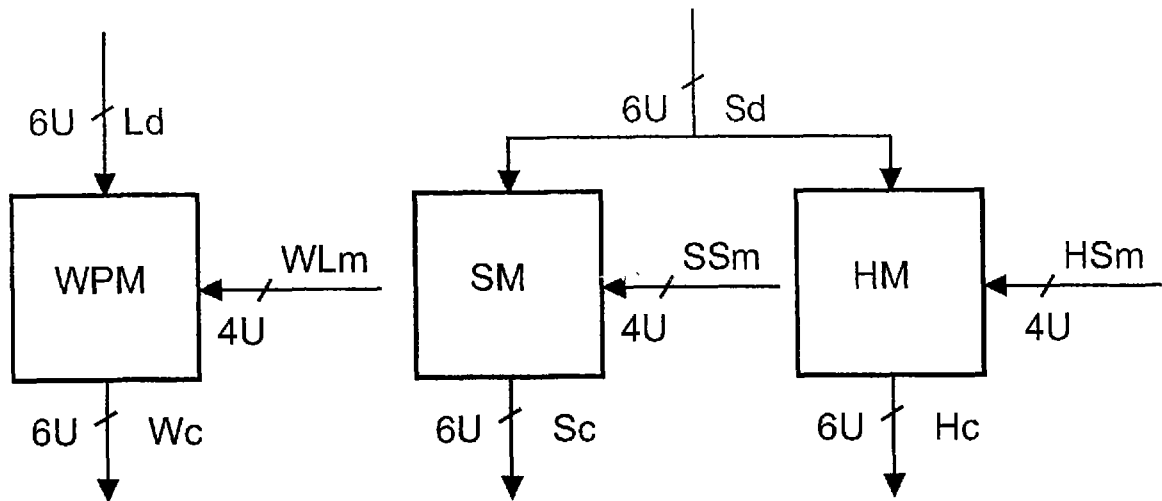 6U Sd
6U Ld
WPM
WLm
4U
SM
SSm
4U
HM
HSm
4U
6U Wc
6U Sc
6U Hc